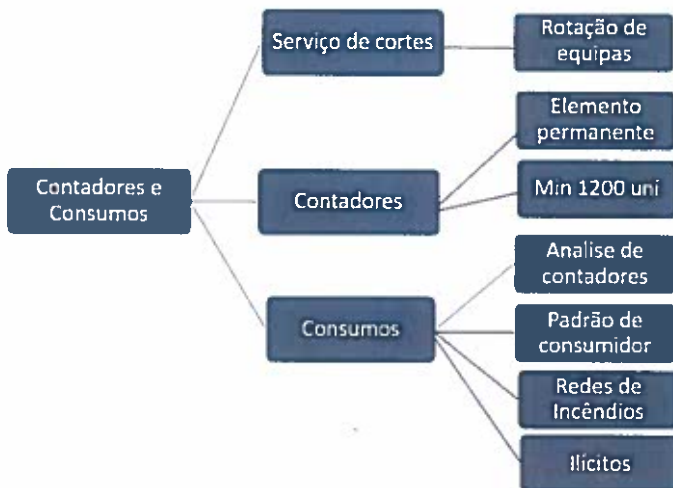 Serviço de cortes
Rotação de
equipas
Elemento
permanente
Contadores e
Consumos
Contadores
Min 1200 uni
Analise de
contadores
Consumos
Padrão de
consumidor
Redes de
Incêndios
Ilícitos